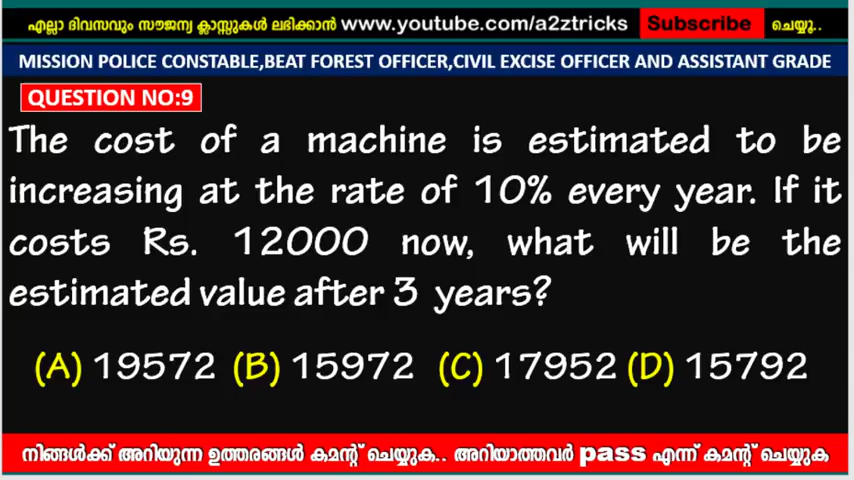 എല്ലാ ദിവസവും സൗജന്യ ക്ലാസ്സുകൾ ലഭിക്കാൻ www.youtube.com/a2ztricks Subscribe ചെയ്യൂ..
MISSION POLICE CONSTABLE,BEAT FOREST OFFICER,CIVIL EXCISE OFFICER AND ASSISTANT GRADE
QUESTION NO:9
The cost of a machine is estimated to be
increasing at the rate of 10% every year. If it
costs Rs. 12000 now, what will be the
estimated value after 3 years?
(A) 19572 (B) 15972 (C) 17952 (D) 15792
നിങ്ങൾക്ക് അറിയുന്ന ഉത്തരങ്ങൾ കമന്റ് ചെയ്യുക.. അറിയാത്തവർ pass എന്ന് കമന്റ് ചെയ്യുക